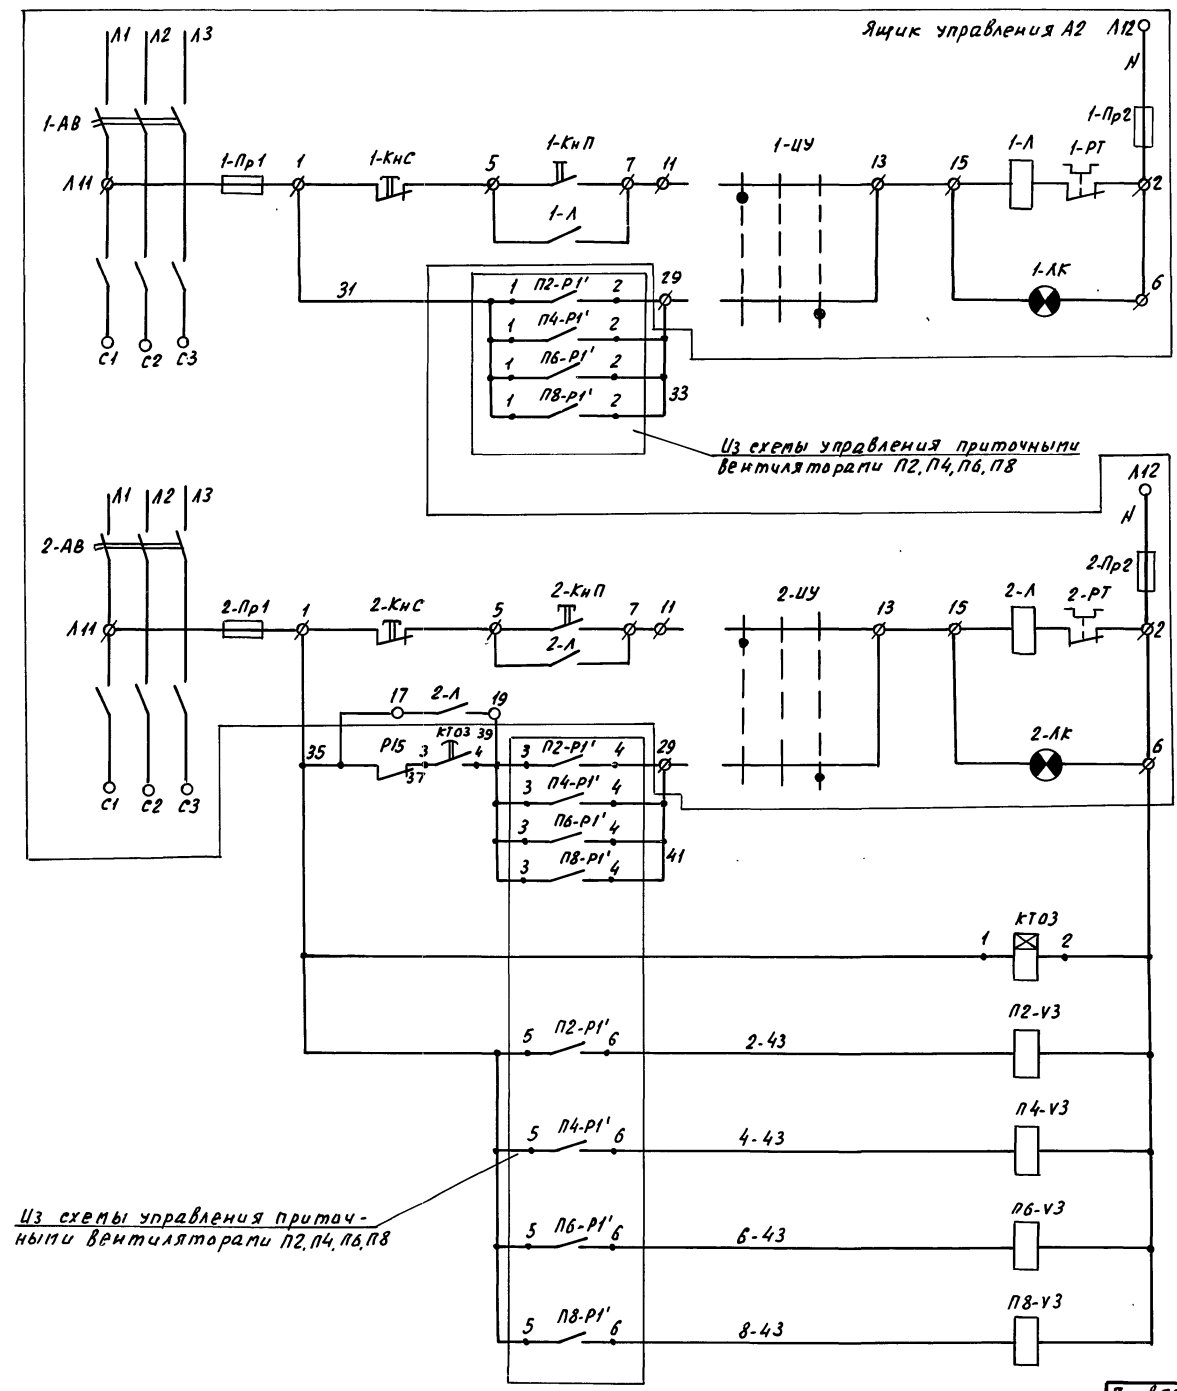 Л1 Л2 Л3
Ящик управления А2 Л12
N
1-АВ
1-Пр2
1-Пр1 1 1-КнС 5 1-КнП 7 11 1-ИУ 13 15 1-Л 1-РТ
Л11 2
1-Л
31 1 П2-Р1' 2 29 1-ЛК 6
1 П4-Р1' 2
1 П6-Р1' 2
1 П8-Р1' 2 33
С1 С2 С3
Из схемы управления приточными
вентиляторами П2, П4, П6, П8
Л1 Л2 Л3
Л12
N
2-АВ
2-Пр2
2-Пр1 1 2-КнС 5 2-КнП 7 11 2-ИУ 13 15 2-Л 2-РТ
Л11 2
2-Л
17 2-Л 19
35 Р15 3 КТ03 4 39 3 П2-Р1' 4 29 2-ЛК 6
37
3 П4-Р1' 4
3 П6-Р1' 4
3 П8-Р1' 4 41
С1 С2 С3
1 КТ03 2
5 П2-Р1' 6 2-43 П2-У3
5 П4-Р1' 6 4-43 П4-У3
Из схемы управления приточ-
ными вентиляторами П2, П4, П6, П8
5 П6-Р1' 6 6-43 П6-У3
5 П8-Р1' 6 8-43 П8-У3